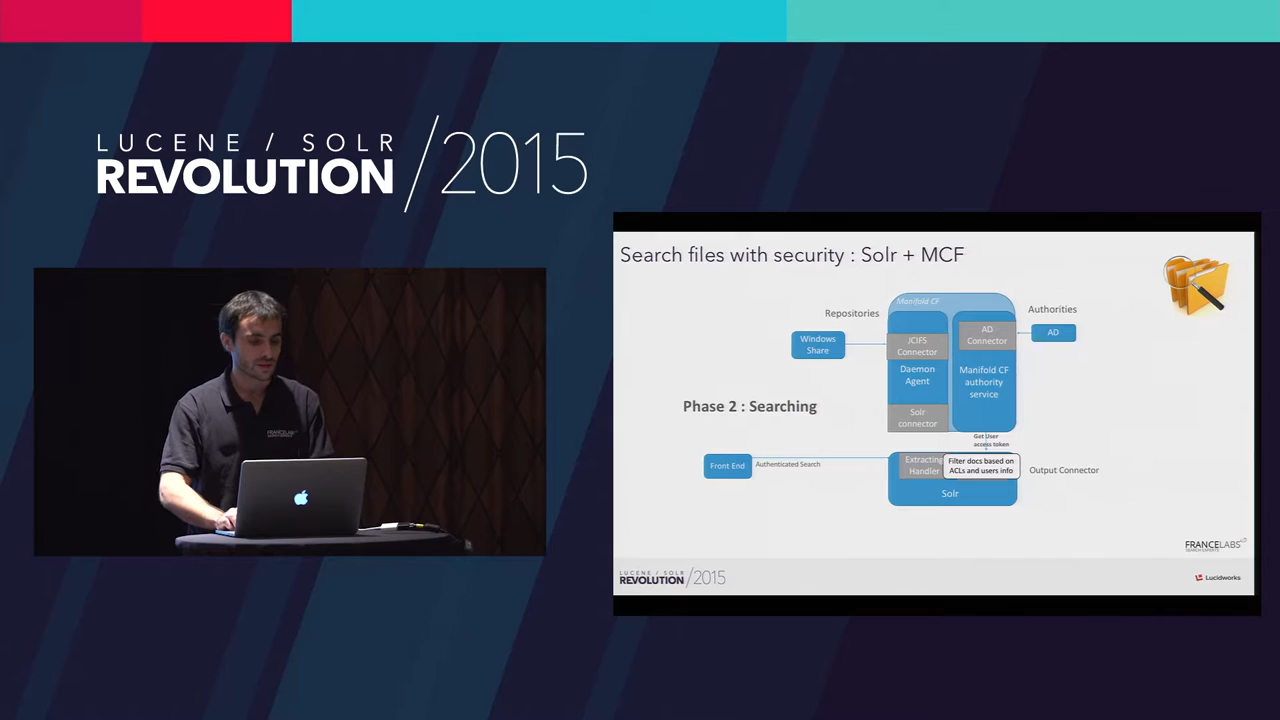 LUCENE / SOLR
REVOLUTION /2015
FRANCELABS
Search files with security : Solr + MCF
Manifold CF
Repositories
Authorities
Windows
Share
JCIFS
Connector
AD
Connector
AD
Daemon
Agent
Manifold CF
authority
service
Phase 2 : Searching
Solr
connector
Get User
access token
Front End
Authenticated Search
Extracting
Handler
Filter docs based on
ACLs and users info
Output Connector
Solr
FRANCELABS
SEARCH EXPERTS
LUCENE / SOLR
REVOLUTION /2015
Lucidworks